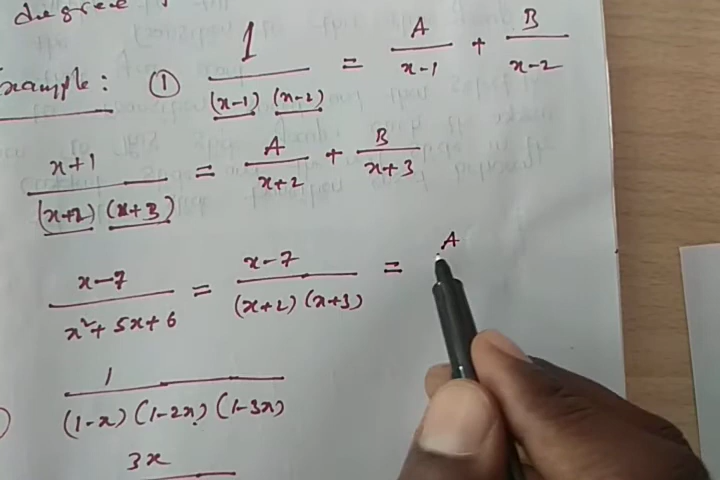 degree
Example: ① 1/((x-1)(x-2)) = A/(x-1) + B/(x-2)
(x+1)/((x+2)(x+3)) = A/(x+2) + B/(x+3)
(x-7)/(x²+5x+6) = (x-7)/((x+2)(x+3)) = A
1/((1-x)(1-2x)(1-3x))
3x